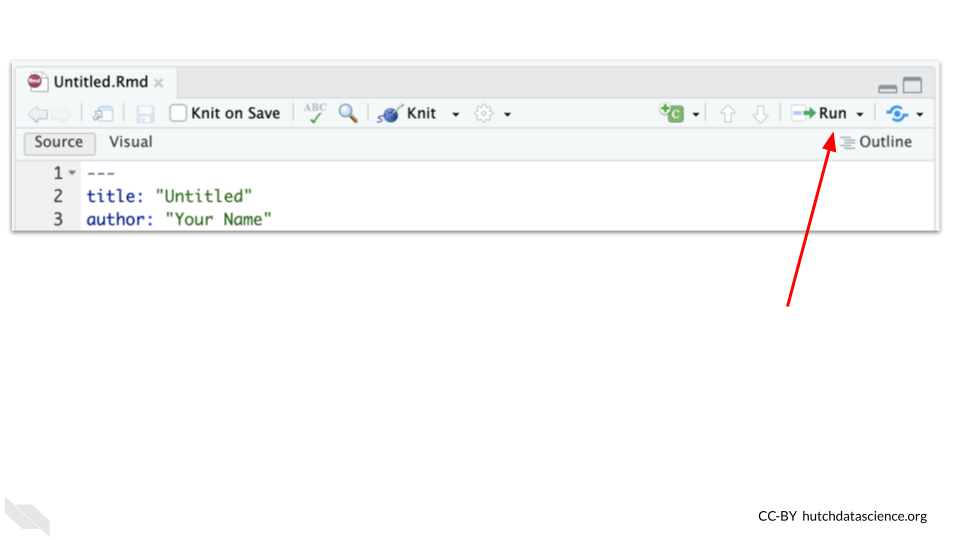 Untitled.Rmd
Knit on Save ABC Knit C Run
Source Visual Outline
1 ---
2 title: "Untitled"
3 author: "Your Name"
CC-BY hutchdatascience.org